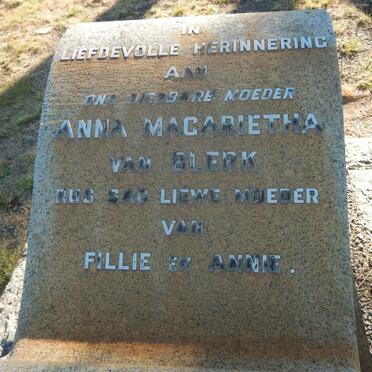 IN
LIEFDEVOLLE HERINNERING
AAN
ONS DIERBARE MOEDER
ANNA MAGARIETHA
VAN BLERK
RUS SAG LIEWE MOEDER
VAN
FILLIE EN ANNIE.